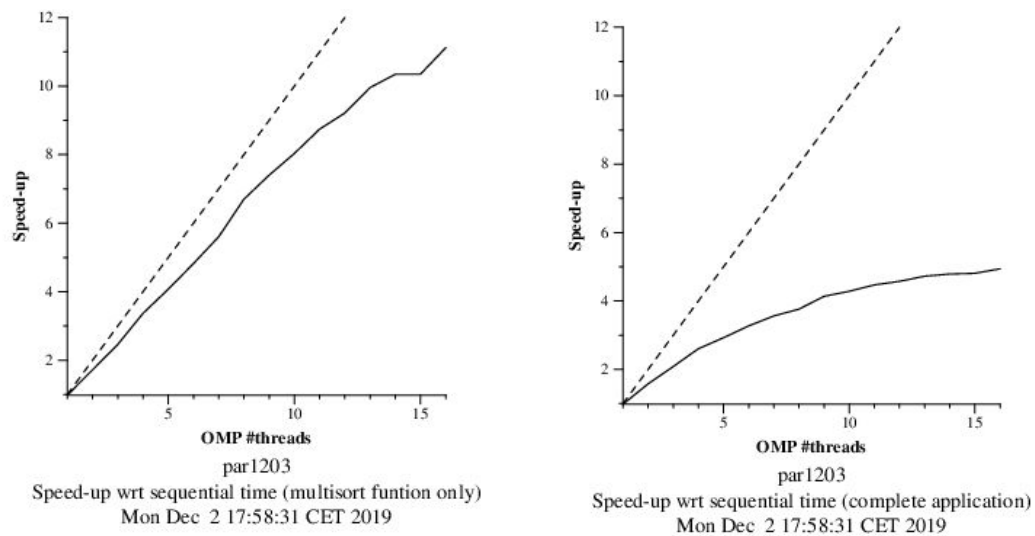 12
10
8
6
4
2
Speed-up
5
10
15
OMP #threads
par1203
Speed-up wrt sequential time (multisort funtion only)
Mon Dec 2 17:58:31 CET 2019
12
10
8
6
4
2
Speed-up
5
10
15
OMP #threads
par1203
Speed-up wrt sequential time (complete application)
Mon Dec 2 17:58:31 CET 2019